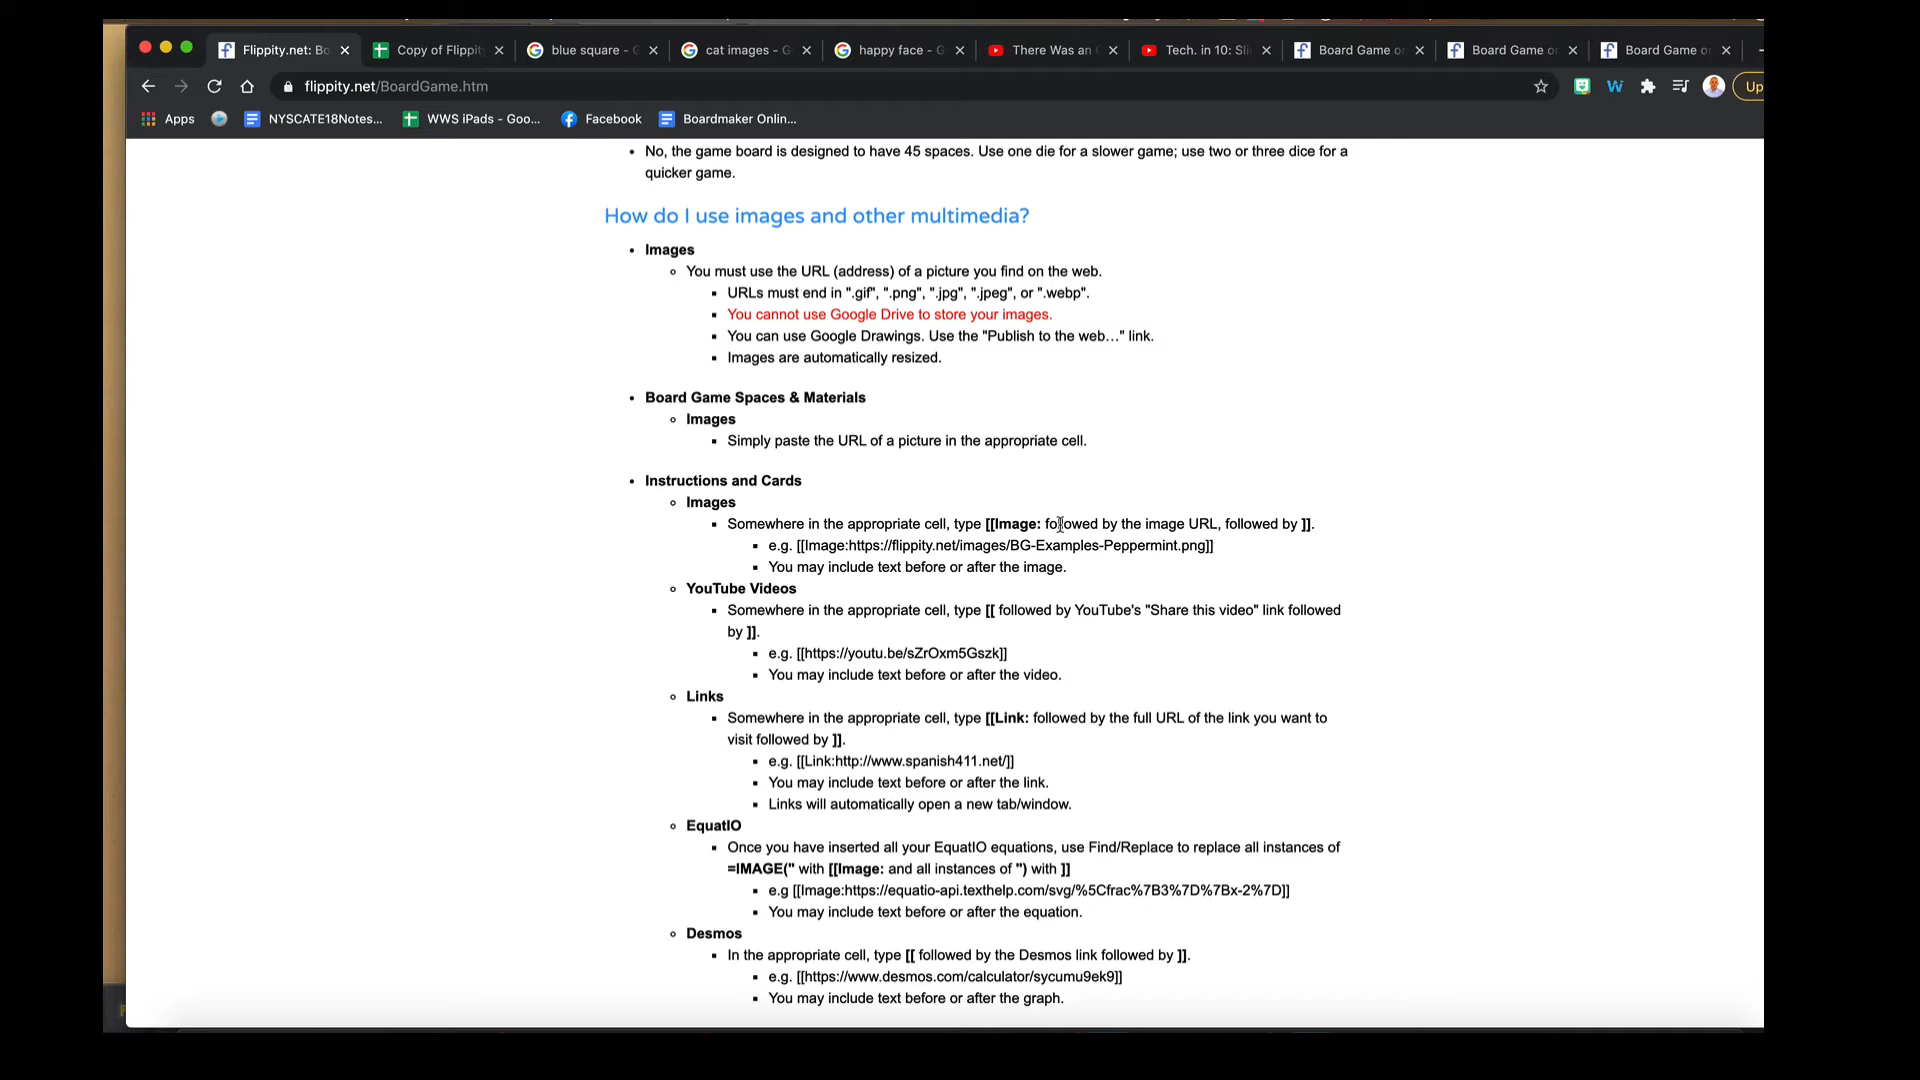 Flippity.net: Bo
Copy of Flippit
blue square - G
cat images - G
happy face - G
There Was an
Tech. in 10: Sli
Board Game o
Board Game o
Board Game o
flippity.net/BoardGame.htm
Up
Apps
NYSCATE18Notes...
WWS iPads - Goo...
Facebook
Boardmaker Onlin...
• No, the game board is designed to have 45 spaces. Use one die for a slower game; use two or three dice for a
quicker game.
How do I use images and other multimedia?
• Images
You must use the URL (address) of a picture you find on the web.
URLs must end in ".gif", ".png", ".jpg", ".jpeg", or ".webp".
You cannot use Google Drive to store your images.
You can use Google Drawings. Use the "Publish to the web…" link.
Images are automatically resized.
• Board Game Spaces & Materials
Images
Simply paste the URL of a picture in the appropriate cell.
• Instructions and Cards
Images
Somewhere in the appropriate cell, type [[Image: followed by the image URL, followed by ]].
e.g. [[Image:https://flippity.net/images/BG-Examples-Peppermint.png]]
You may include text before or after the image.
YouTube Videos
Somewhere in the appropriate cell, type [[ followed by YouTube's "Share this video" link followed
by ]].
e.g. [[https://youtu.be/sZrOxm5Gszk]]
You may include text before or after the video.
Links
Somewhere in the appropriate cell, type [[Link: followed by the full URL of the link you want to
visit followed by ]].
e.g. [[Link:http://www.spanish411.net/]]
You may include text before or after the link.
Links will automatically open a new tab/window.
EquatIO
Once you have inserted all your EquatIO equations, use Find/Replace to replace all instances of
=IMAGE(" with [[Image: and all instances of ") with ]]
e.g [[Image:https://equatio-api.texthelp.com/svg/%5Cfrac%7B3%7D%7Bx-2%7D]]
You may include text before or after the equation.
Desmos
In the appropriate cell, type [[ followed by the Desmos link followed by ]].
e.g. [[https://www.desmos.com/calculator/sycumu9ek9]]
You may include text before or after the graph.